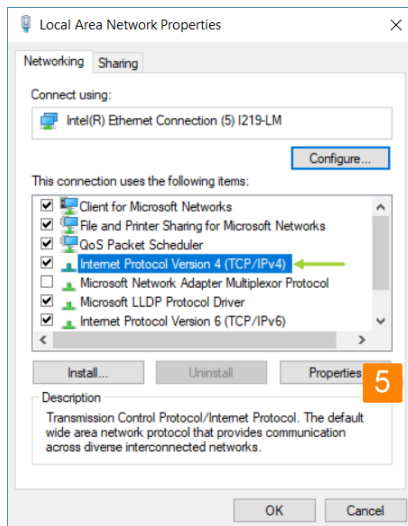 Local Area Network Properties
Networking Sharing
Connect using:
Intel(R) Ethernet Connection (5) I219-LM
Configure...
This connection uses the following items:
Client for Microsoft Networks
File and Printer Sharing for Microsoft Networks
QoS Packet Scheduler
Internet Protocol Version 4 (TCP/IPv4)
Microsoft Network Adapter Multiplexor Protocol
Microsoft LLDP Protocol Driver
Internet Protocol Version 6 (TCP/IPv6)
Install... Uninstall Properties
5
Description
Transmission Control Protocol/Internet Protocol. The default
wide area network protocol that provides communication
across diverse interconnected networks.
OK Cancel